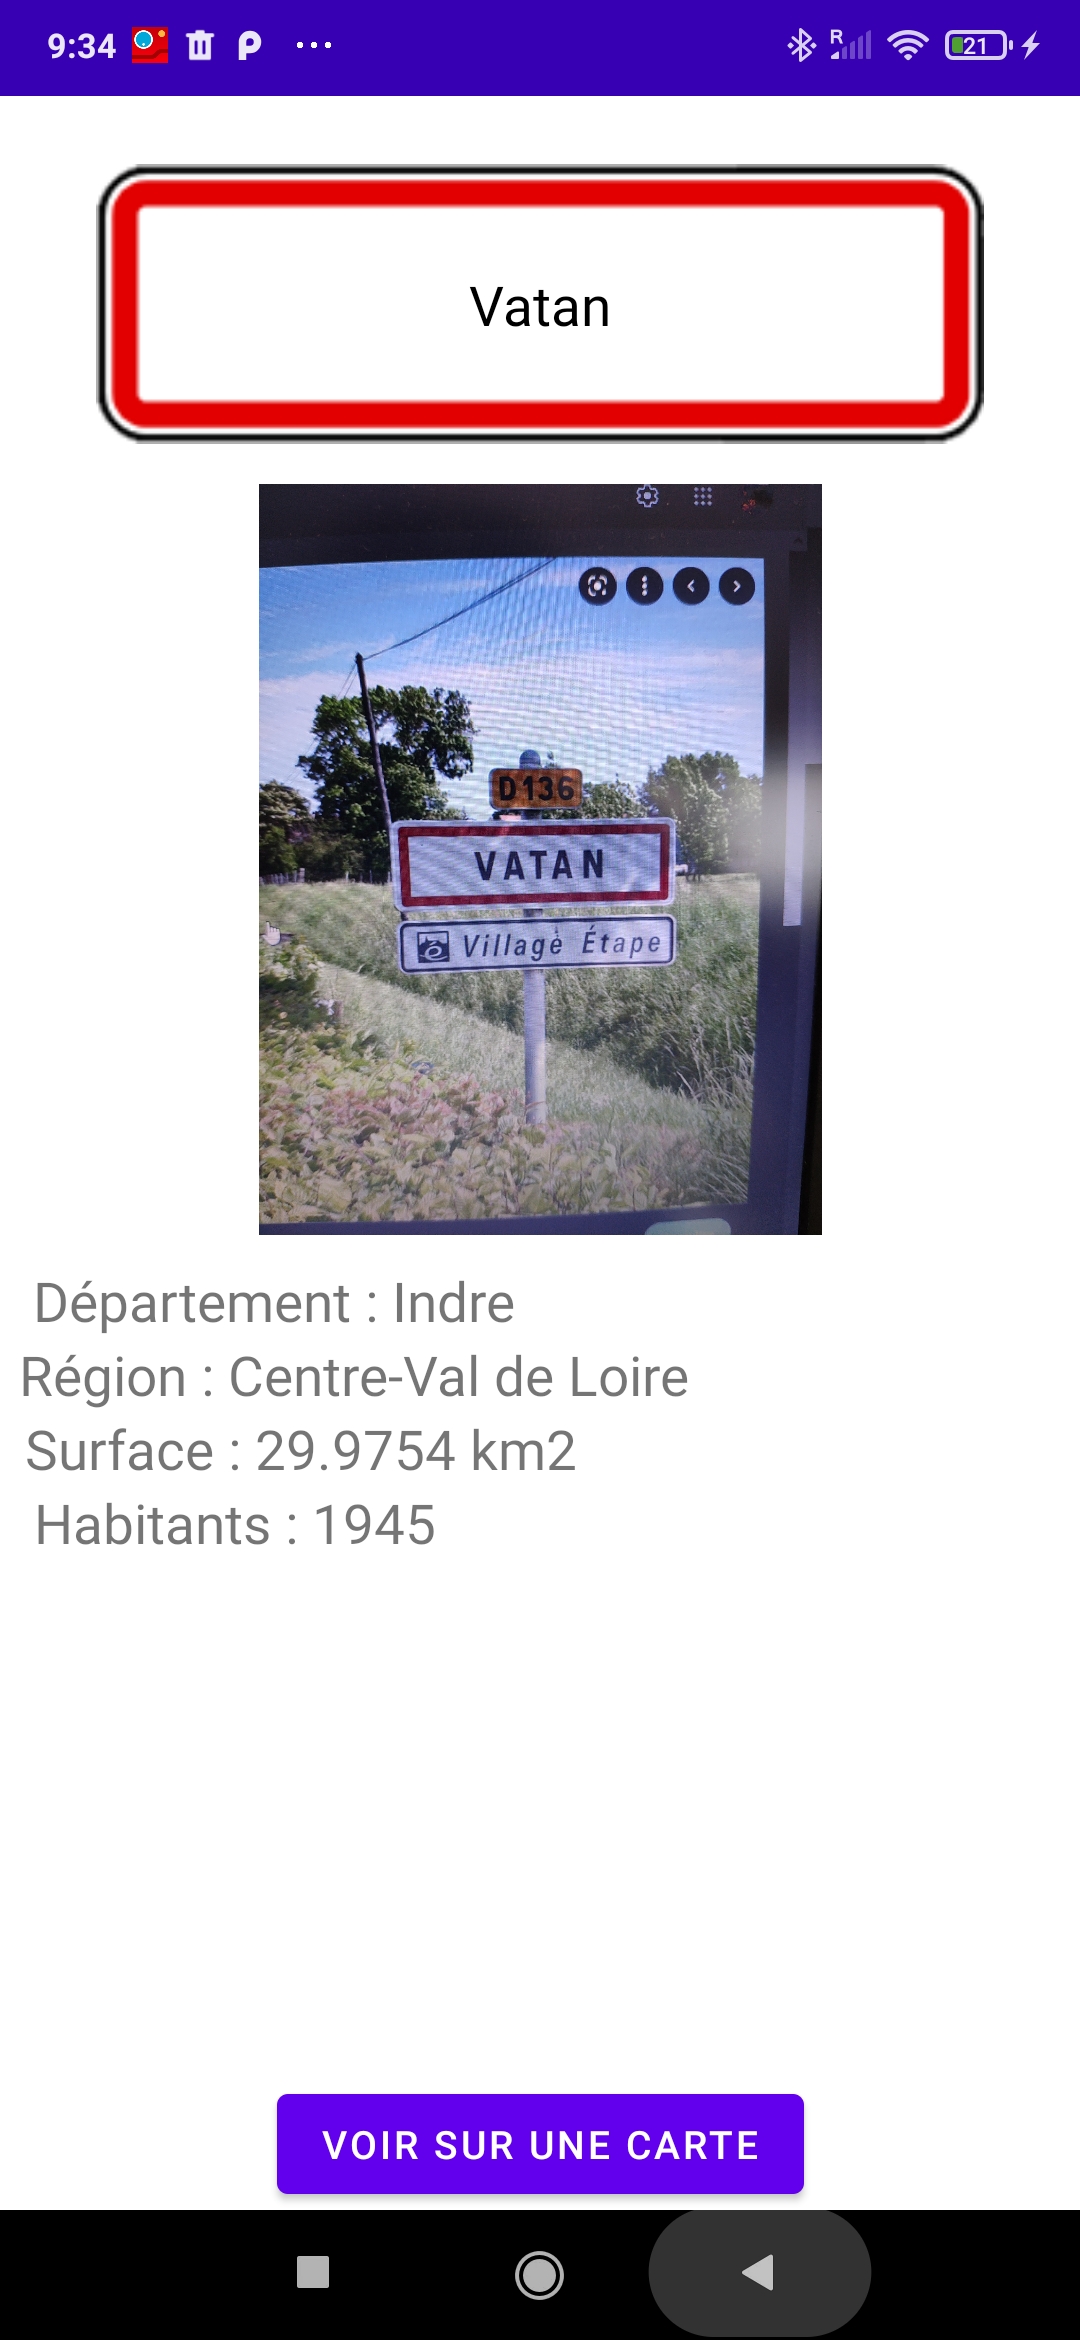 9:34
R
21
Vatan
D136
VATAN
Village Étape
Département : Indre
Région : Centre-Val de Loire
Surface : 29.9754 km2
Habitants : 1945
VOIR SUR UNE CARTE